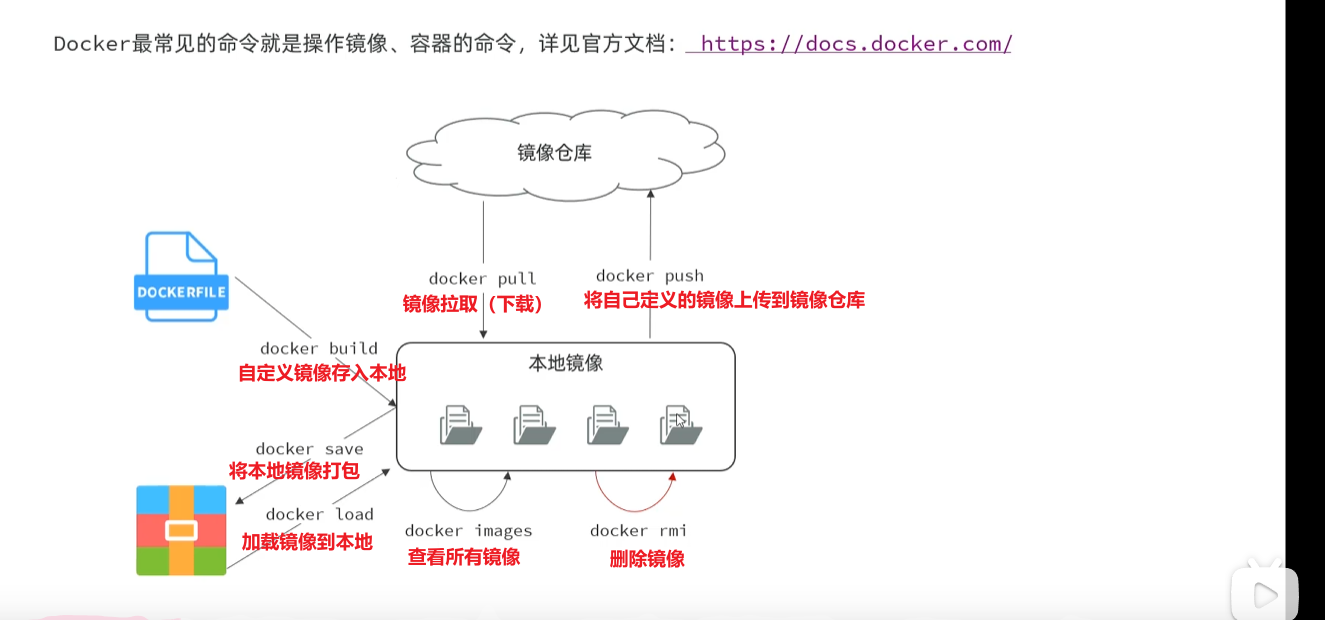 Docker最常见的命令就是操作镜像、容器的命令，详见官方文档： https://docs.docker.com/
镜像仓库
docker pull
镜像拉取（下载）
docker push
将自己定义的镜像上传到镜像仓库
DOCKERFILE
docker build
自定义镜像存入本地
本地镜像
docker save
将本地镜像打包
docker load
加载镜像到本地
docker images
查看所有镜像
docker rmi
删除镜像